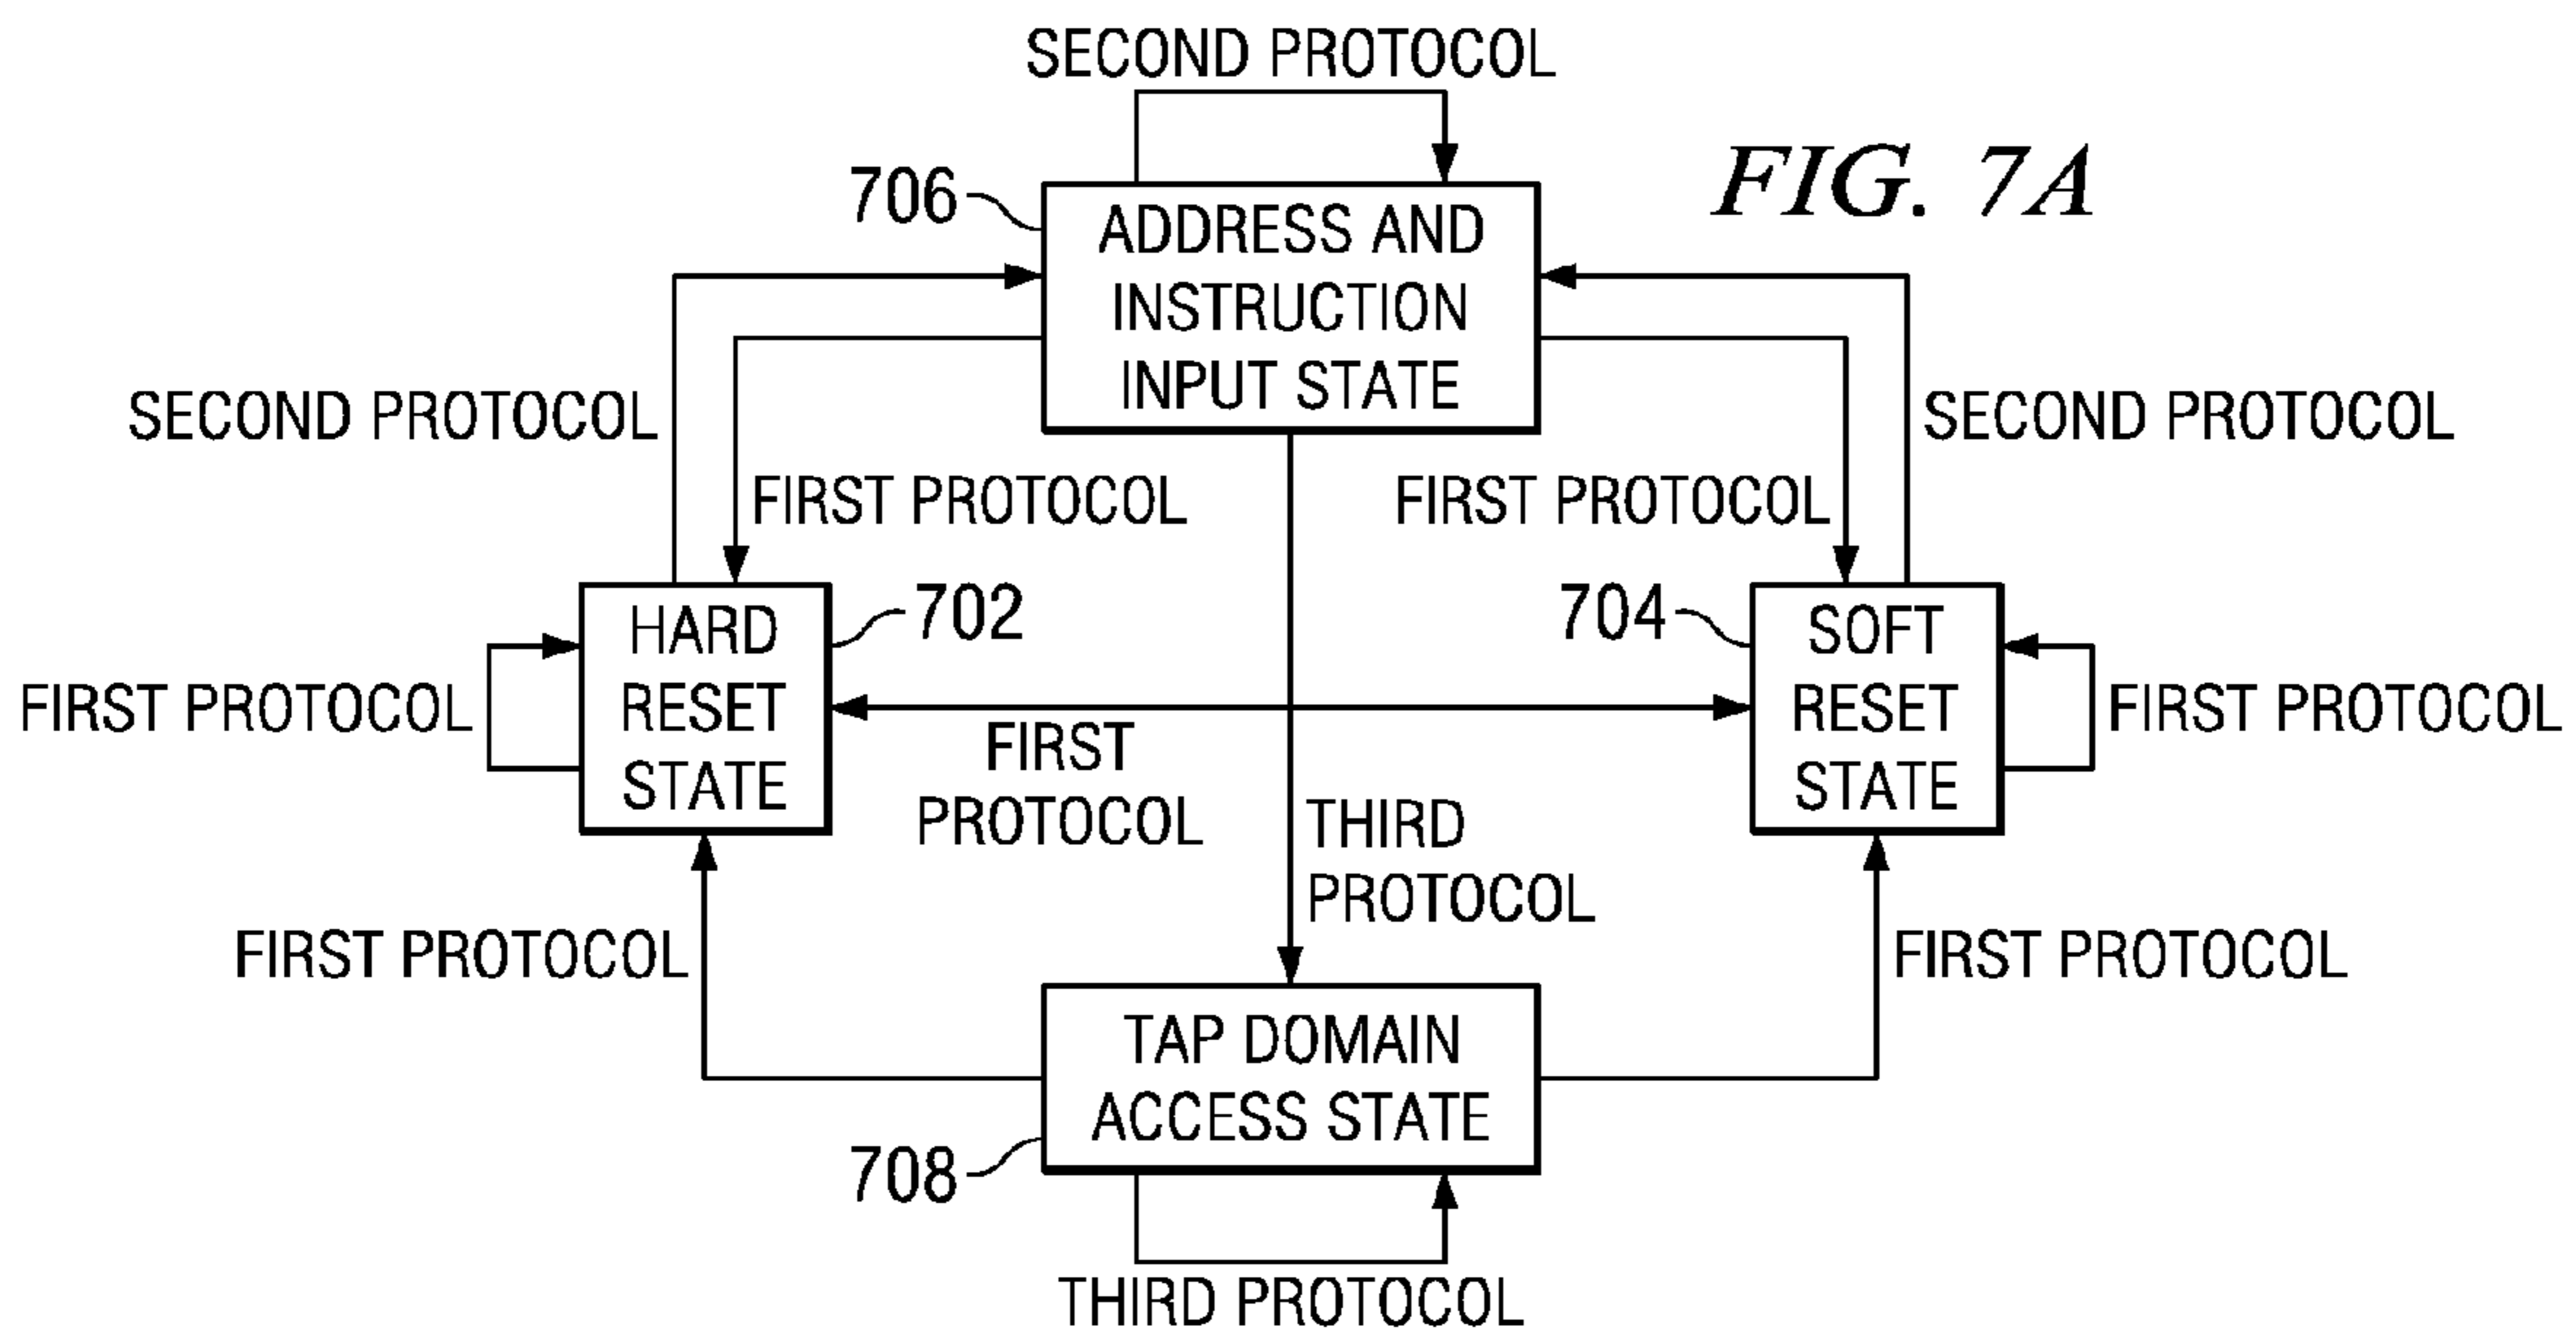 SECOND PROTOCOL
FIG. 7A
706
ADDRESS AND
INSTRUCTION
INPUT STATE
SECOND PROTOCOL
SECOND PROTOCOL
FIRST PROTOCOL
FIRST PROTOCOL
HARD
RESET
STATE
702
704
SOFT
RESET
STATE
FIRST PROTOCOL
FIRST PROTOCOL
FIRST
PROTOCOL
THIRD
PROTOCOL
FIRST PROTOCOL
FIRST PROTOCOL
TAP DOMAIN
ACCESS STATE
708
THIRD PROTOCOL